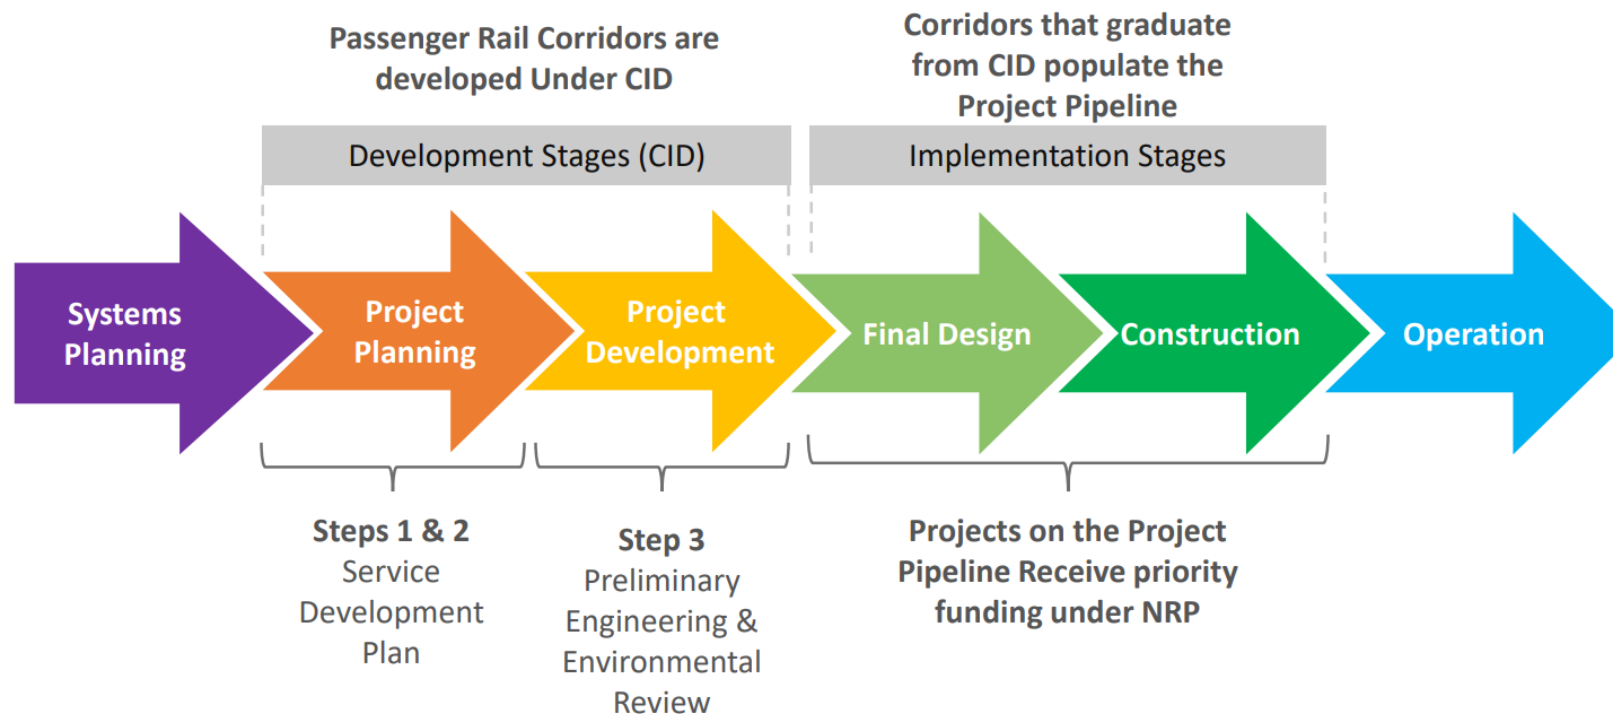 Passenger Rail Corridors are
developed Under CID
Corridors that graduate
from CID populate the
Project Pipeline
Development Stages (CID)
Implementation Stages
Systems
Planning
Project
Planning
Project
Development
Final Design
Construction
Operation
Steps 1 & 2
Service
Development
Plan
Step 3
Preliminary
Engineering &
Environmental
Review
Projects on the Project
Pipeline Receive priority
funding under NRP